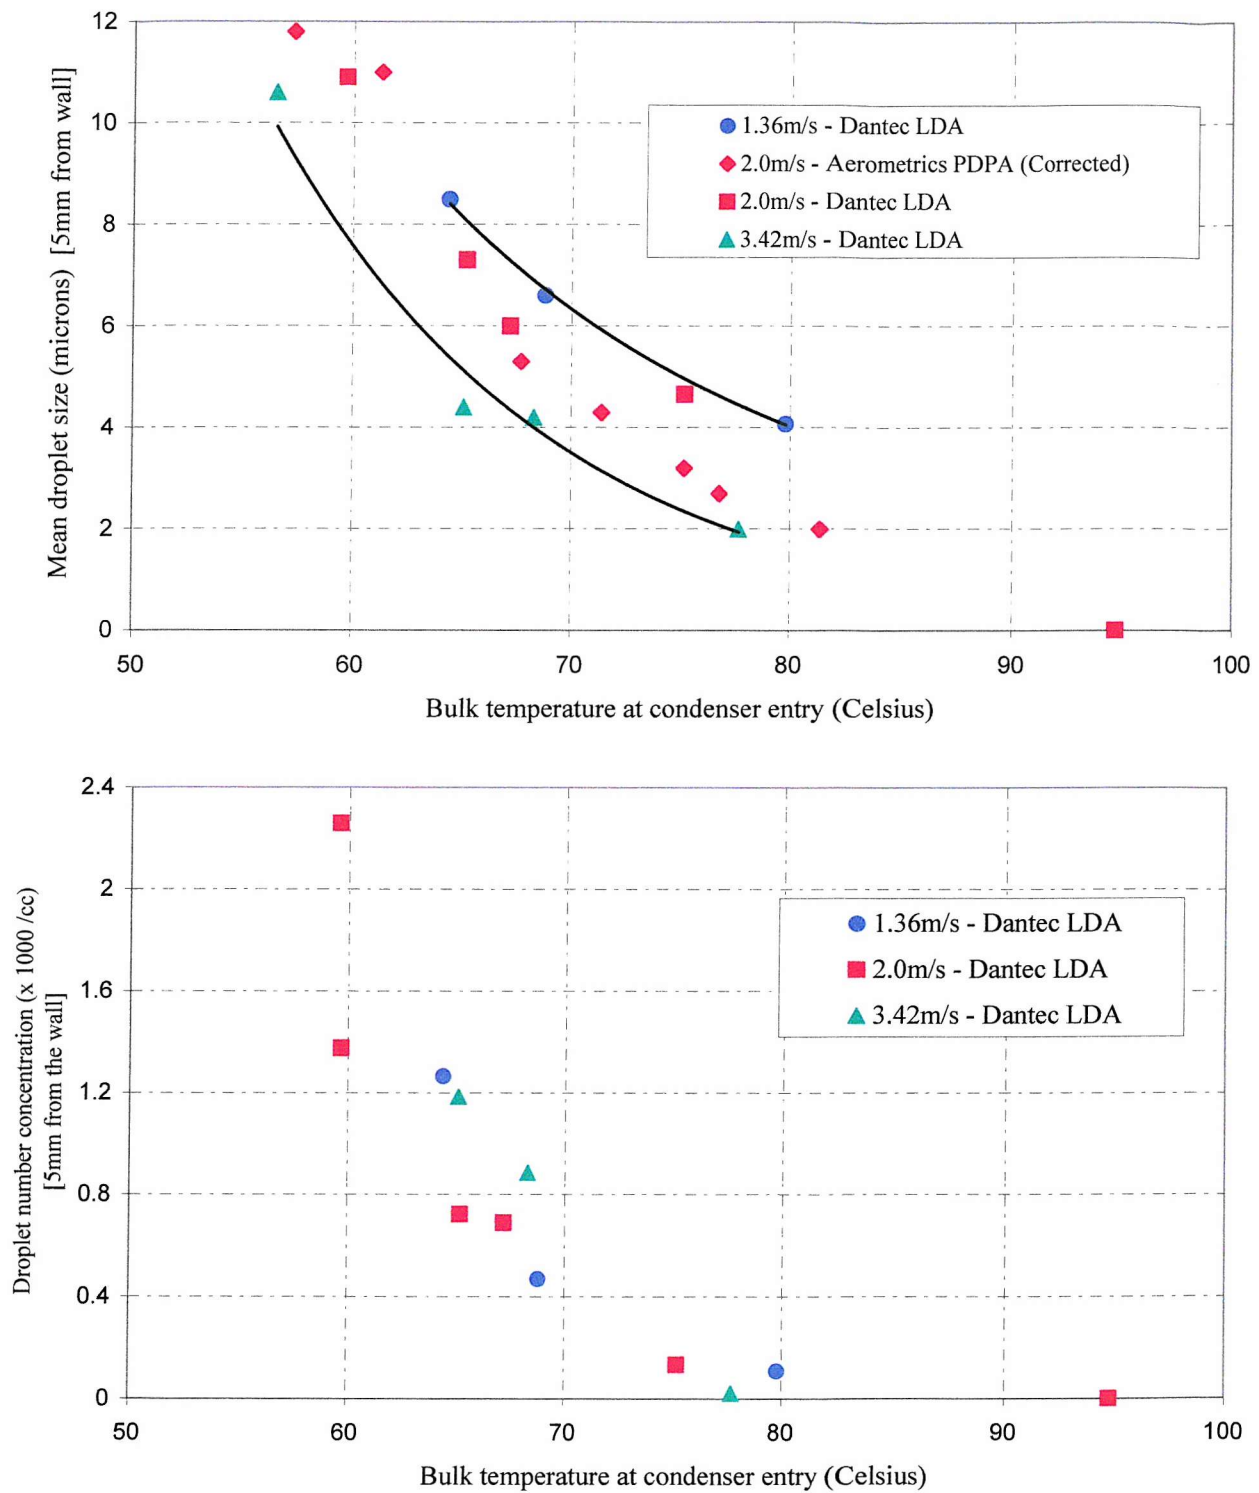 12
10
8
6
4
2
0
Mean droplet size (microns) [5mm from wall]
1.36m/s - Dantec LDA
2.0m/s - Aerometrics PDPA (Corrected)
2.0m/s - Dantec LDA
3.42m/s - Dantec LDA
50 60 70 80 90 100
Bulk temperature at condenser entry (Celsius)
2.4
2
1.6
1.2
0.8
0.4
0
Droplet number concentration (x 1000 /cc)
[5mm from the wall]
1.36m/s - Dantec LDA
2.0m/s - Dantec LDA
3.42m/s - Dantec LDA
50 60 70 80 90 100
Bulk temperature at condenser entry (Celsius)